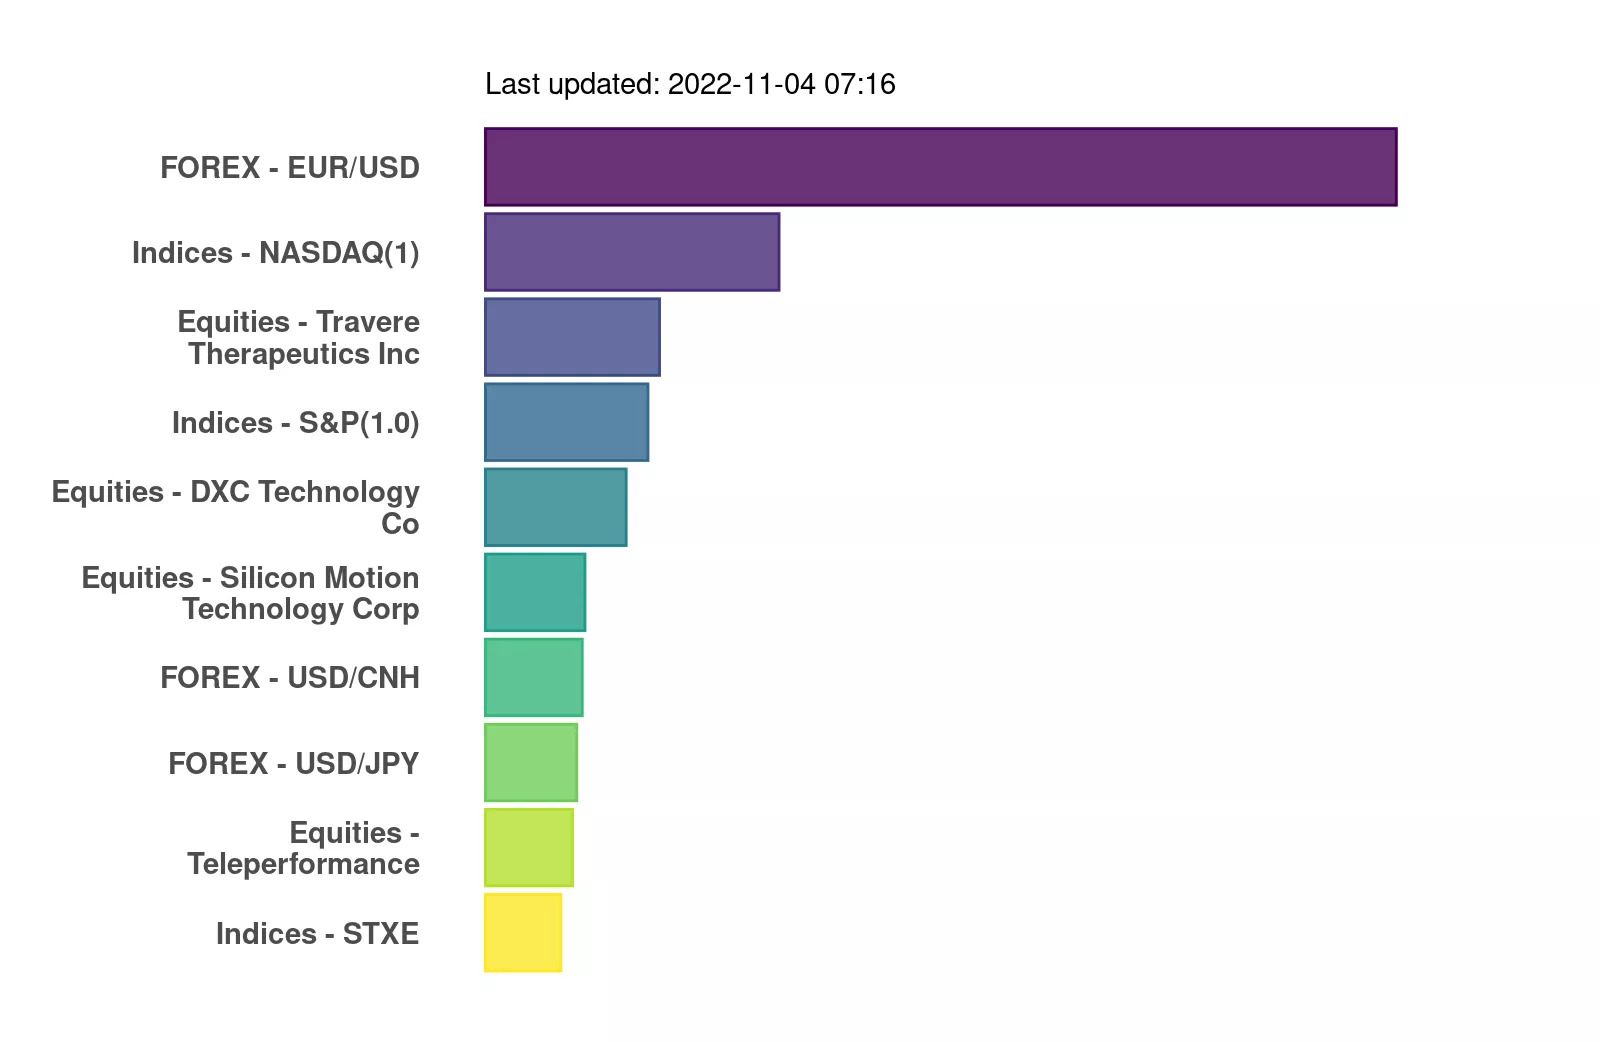 Last updated: 2022-11-04 07:16
FOREX - EUR/USD
Indices - NASDAQ(1)
Equities - Travere
Therapeutics Inc
Indices - S&P(1.0)
Equities - DXC Technology
Co
Equities - Silicon Motion
Technology Corp
FOREX - USD/CNH
FOREX - USD/JPY
Equities -
Teleperformance
Indices - STXE